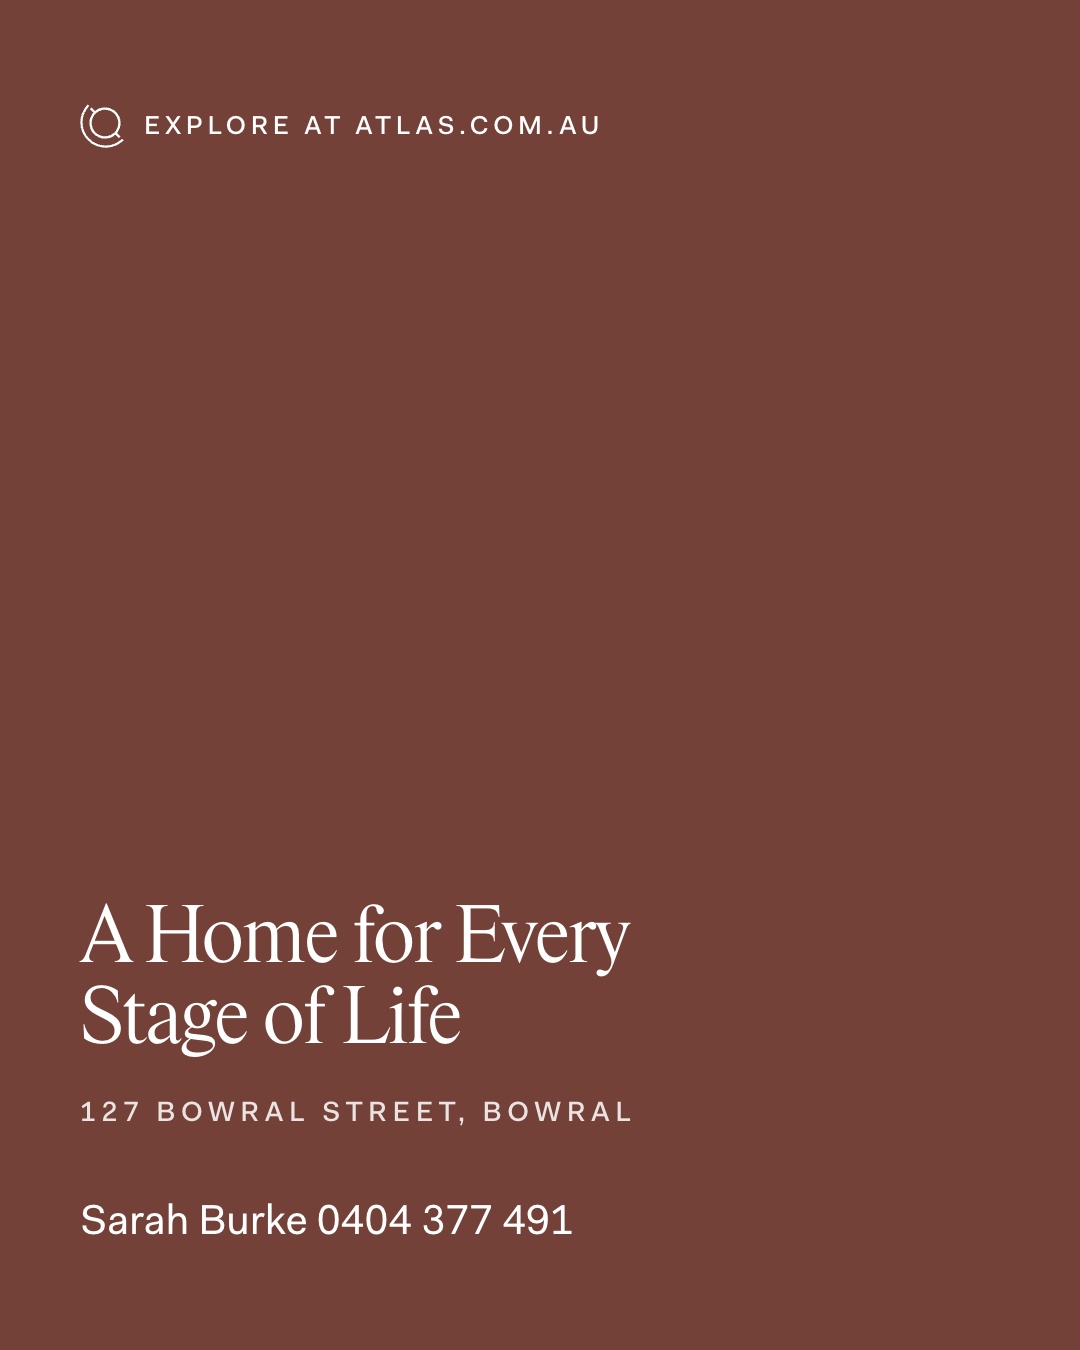 EXPLORE AT ATLAS.COM.AU
A Home for Every
Stage of Life
127 BOWRAL STREET, BOWRAL
Sarah Burke 0404 377 491